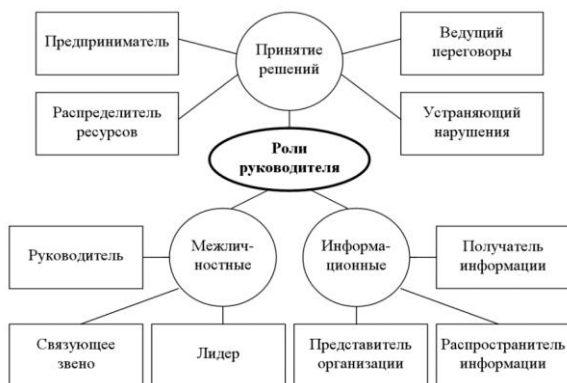 Предприниматель
Принятие
решений
Ведущий
переговоры
Распределитель
ресурсов
Устраняющий
нарушения
Роли
руководителя
Руководитель
Межлич-
ностные
Информа-
ционные
Получатель
информации
Связующее
звено
Лидер
Представитель
организации
Распространитель
информации